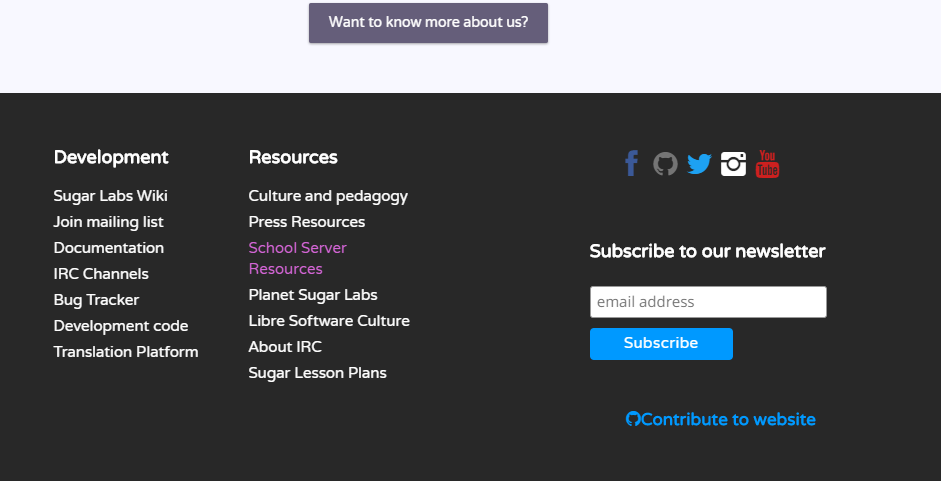 Want to know more about us?
Development
Sugar Labs Wiki
Join mailing list
Documentation
IRC Channels
Bug Tracker
Development code
Translation Platform
Resources
Culture and pedagogy
Press Resources
School Server
Resources
Planet Sugar Labs
Libre Software Culture
About IRC
Sugar Lesson Plans
You
Tube
Subscribe to our newsletter
email address
Subscribe
Contribute to website